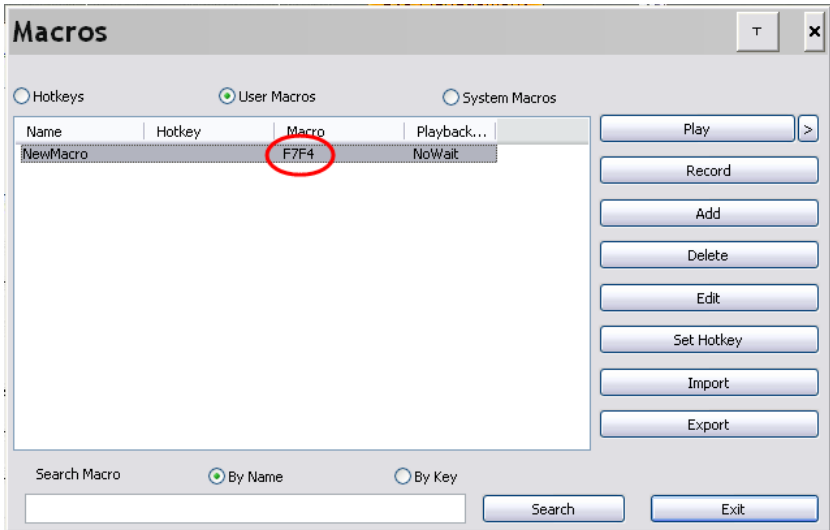 Macros
T
×
Hotkeys User Macros System Macros
Name Hotkey Macro Playback...
NewMacro F7F4 NoWait
Play >
Record
Add
Delete
Edit
Set Hotkey
Import
Export
Search Macro By Name By Key
Search Exit